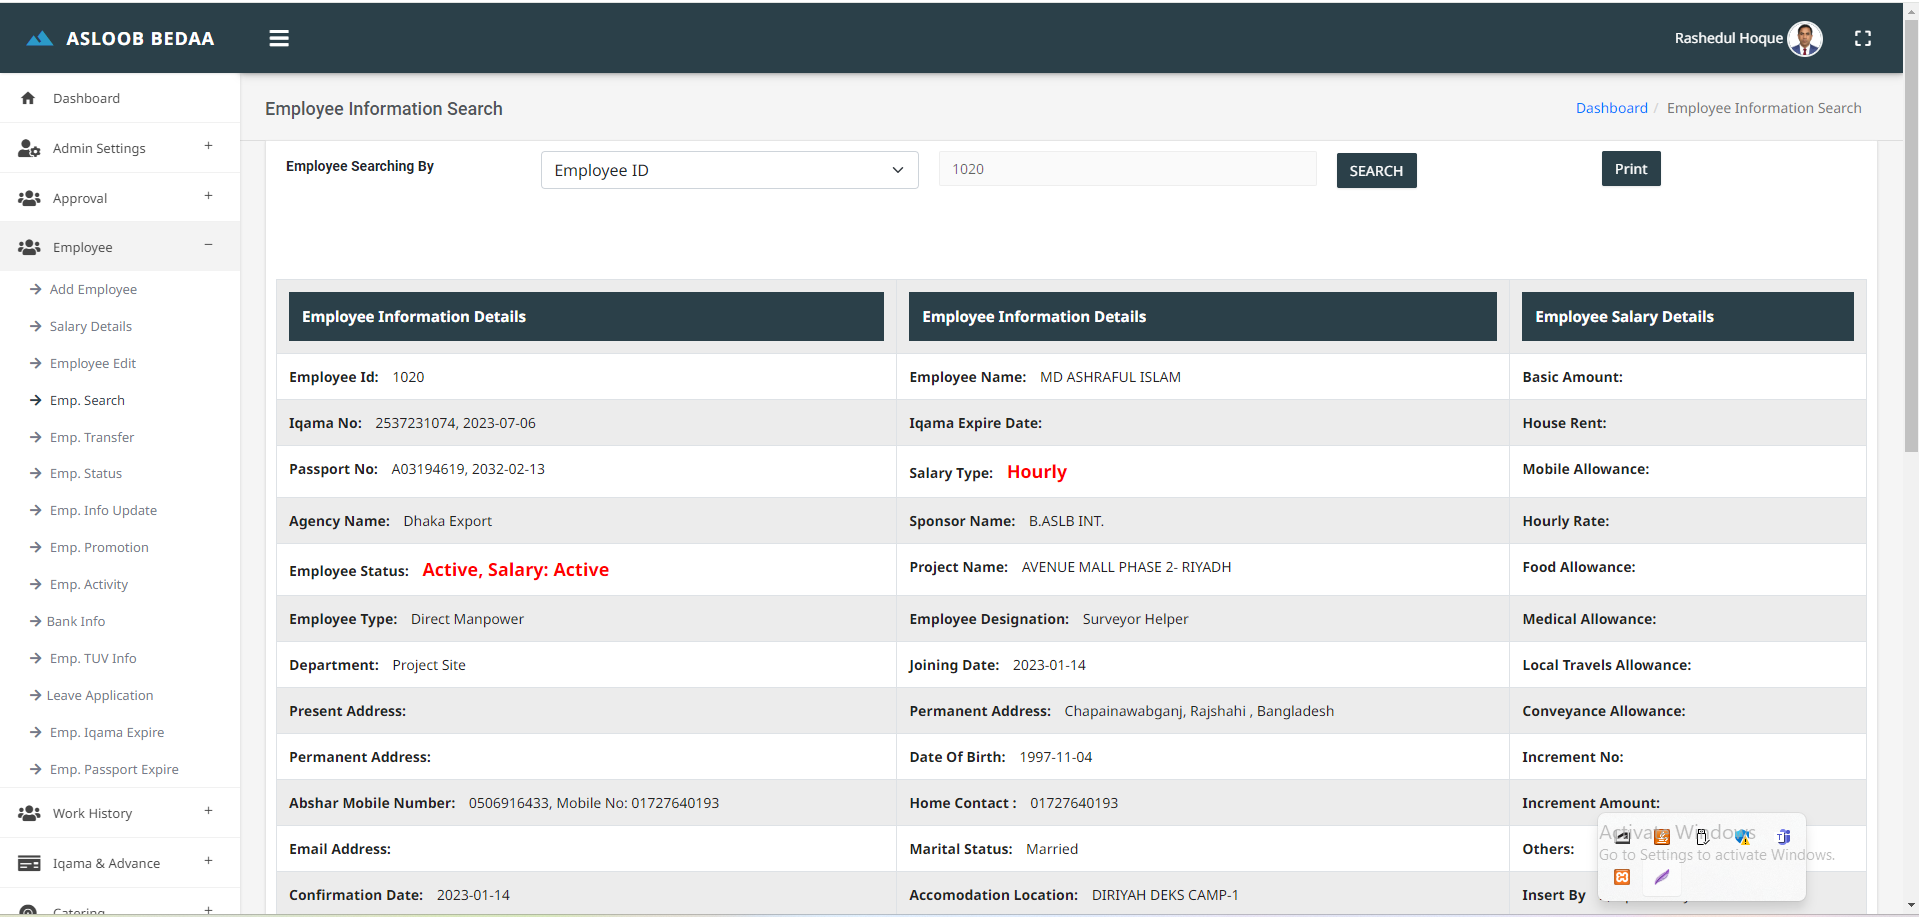 ASLOOB BEDAA
Rashedul Hoque
Dashboard
Admin Settings +
Approval +
Employee −
Add Employee
Salary Details
Employee Edit
Emp. Search
Emp. Transfer
Emp. Status
Emp. Info Update
Emp. Promotion
Emp. Activity
Bank Info
Emp. TUV Info
Leave Application
Emp. Iqama Expire
Emp. Passport Expire
Work History +
Iqama & Advance +
Catering +
Employee Information Search
Dashboard / Employee Information Search
Employee Searching By Employee ID 1020 SEARCH Print
Employee Information Details Employee Information Details Employee Salary Details
Employee Id: 1020 Employee Name: MD ASHRAFUL ISLAM Basic Amount:
Iqama No: 2537231074, 2023-07-06 Iqama Expire Date: House Rent:
Passport No: A03194619, 2032-02-13 Salary Type: Hourly Mobile Allowance:
Agency Name: Dhaka Export Sponsor Name: B.ASLB INT. Hourly Rate:
Employee Status: Active, Salary: Active Project Name: AVENUE MALL PHASE 2- RIYADH Food Allowance:
Employee Type: Direct Manpower Employee Designation: Surveyor Helper Medical Allowance:
Department: Project Site Joining Date: 2023-01-14 Local Travels Allowance:
Present Address: Permanent Address: Chapainawabganj, Rajshahi , Bangladesh Conveyance Allowance:
Permanent Address: Date Of Birth: 1997-11-04 Increment No:
Abshar Mobile Number: 0506916433, Mobile No: 01727640193 Home Contact : 01727640193 Increment Amount:
Email Address: Marital Status: Married Others:
Confirmation Date: 2023-01-14 Accomodation Location: DIRIYAH DEKS CAMP-1 Insert By
Activate Windows
Go to Settings to activate Windows.